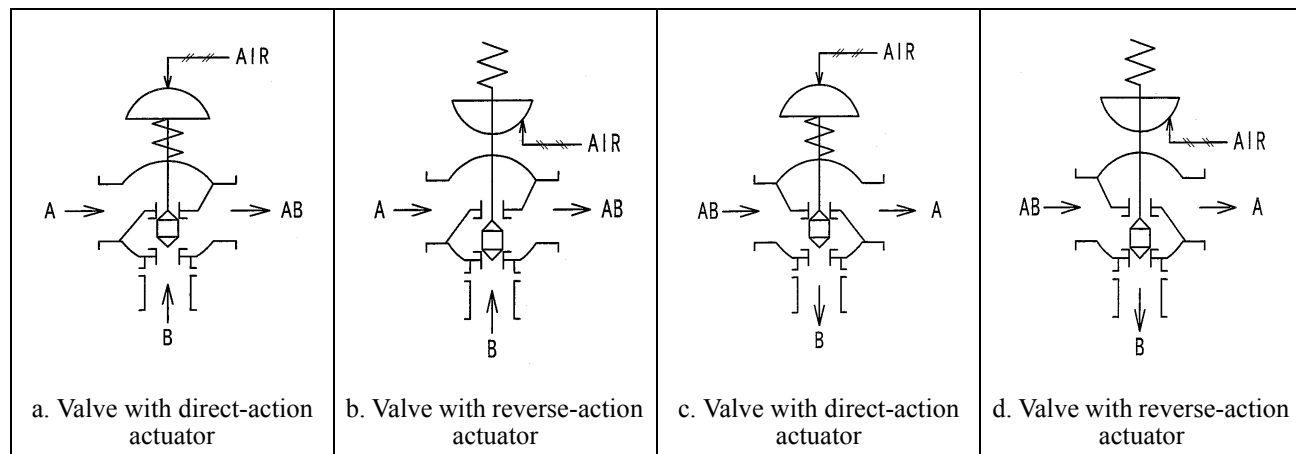 AIR
A
AB
B
a. Valve with direct-action
actuator
AIR
A
AB
B
b. Valve with reverse-action
actuator
AIR
AB
A
B
c. Valve with direct-action
actuator
AIR
AB
A
B
d. Valve with reverse-action
actuator